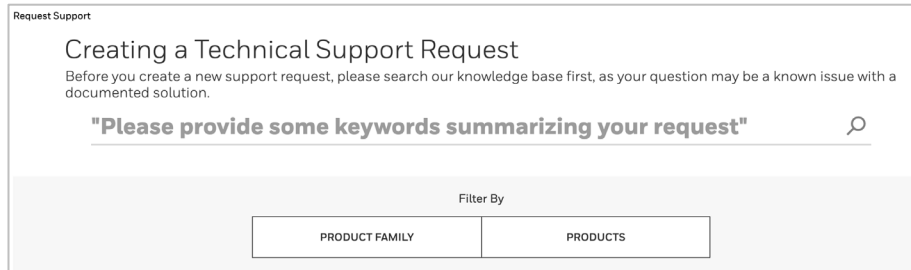 Request Support
Creating a Technical Support Request
Before you create a new support request, please search our knowledge base first, as your question may be a known issue with a
documented solution.
"Please provide some keywords summarizing your request"
Filter By
PRODUCT FAMILY
PRODUCTS